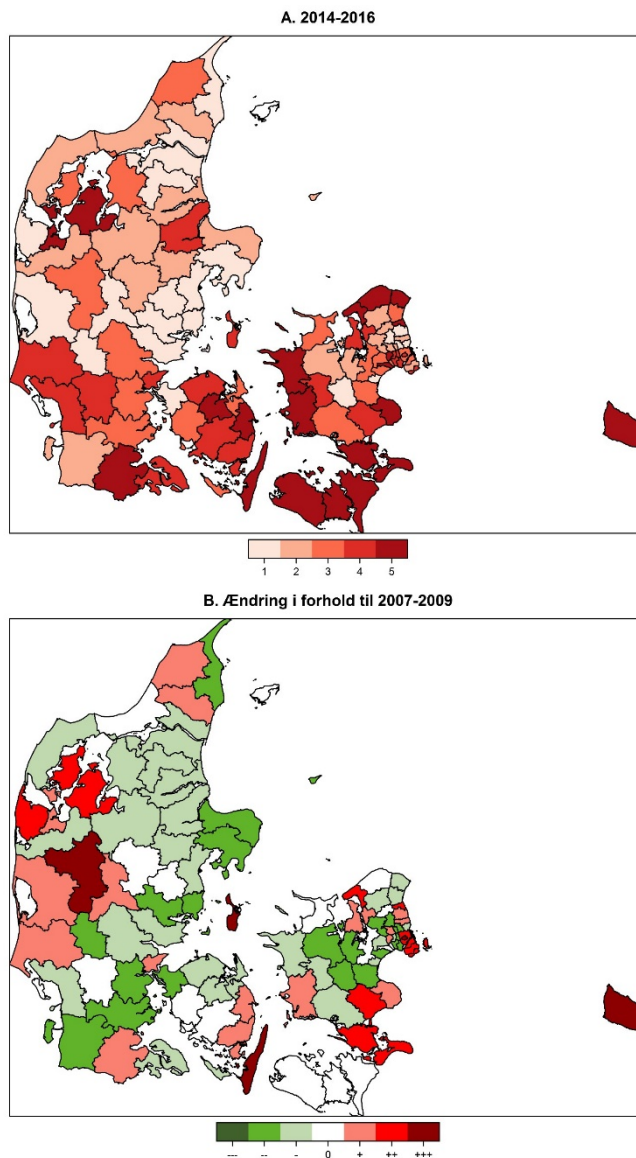 A. 2014-2016
1 2 3 4 5
B. Ændring i forhold til 2007-2009
--- -- - 0 + ++ +++